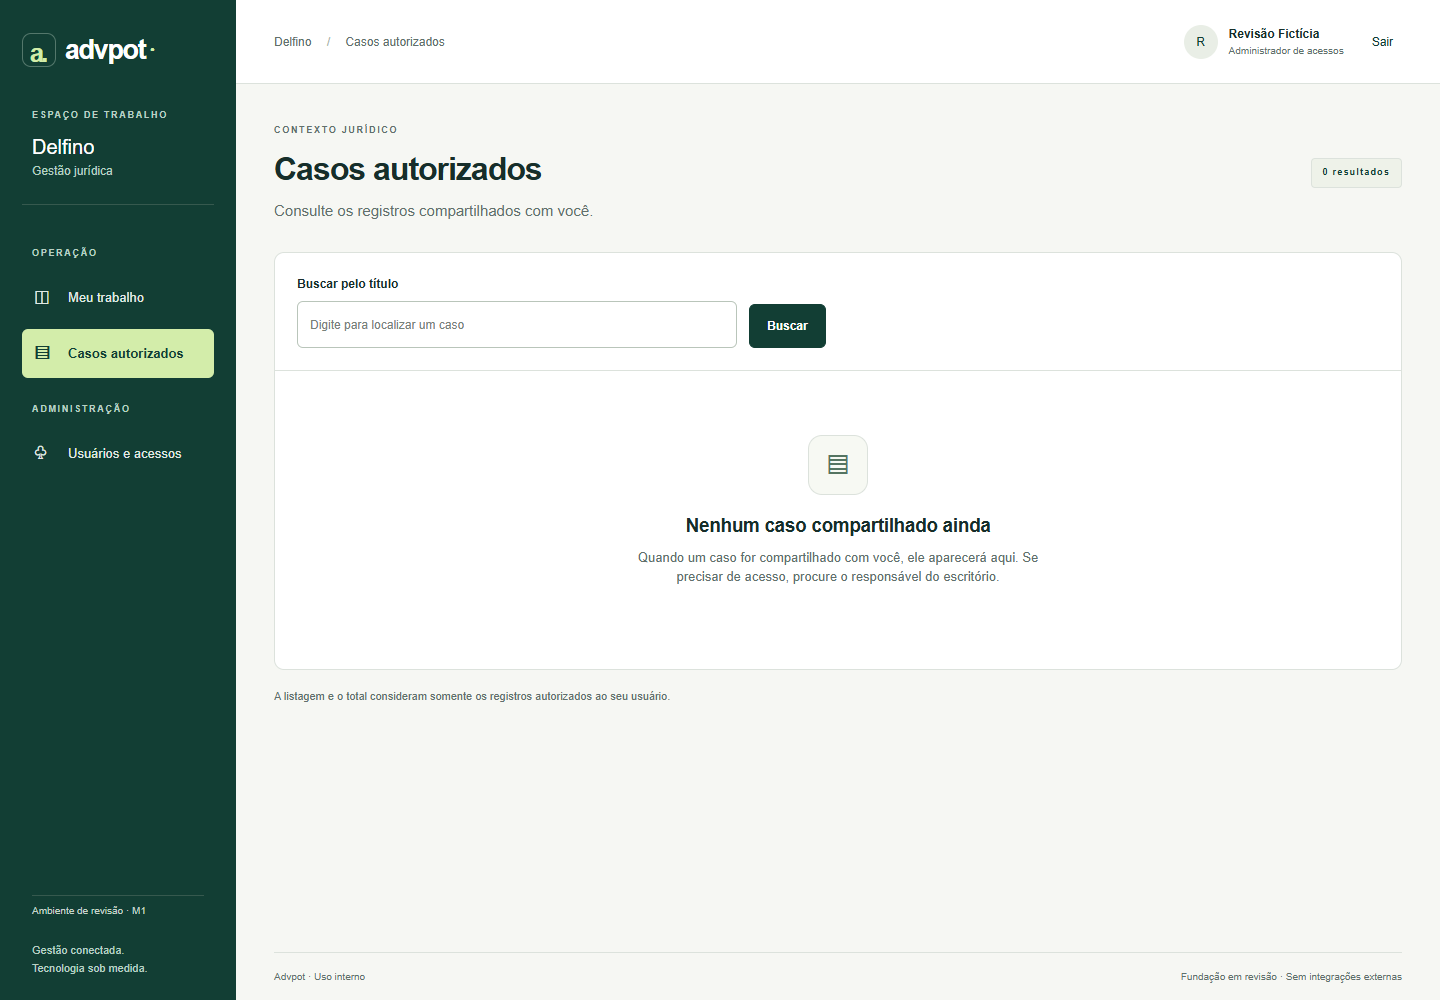 a advpot·
ESPAÇO DE TRABALHO
Delfino
Gestão jurídica
OPERAÇÃO
Meu trabalho
Casos autorizados
ADMINISTRAÇÃO
Usuários e acessos
Ambiente de revisão · M1
Gestão conectada.
Tecnologia sob medida.
Delfino / Casos autorizados
R
Revisão Fictícia
Administrador de acessos
Sair
CONTEXTO JURÍDICO
Casos autorizados
0 resultados
Consulte os registros compartilhados com você.
Buscar pelo título
Digite para localizar um caso
Buscar
Nenhum caso compartilhado ainda
Quando um caso for compartilhado com você, ele aparecerá aqui. Se
precisar de acesso, procure o responsável do escritório.
A listagem e o total consideram somente os registros autorizados ao seu usuário.
Advpot · Uso interno
Fundação em revisão · Sem integrações externas